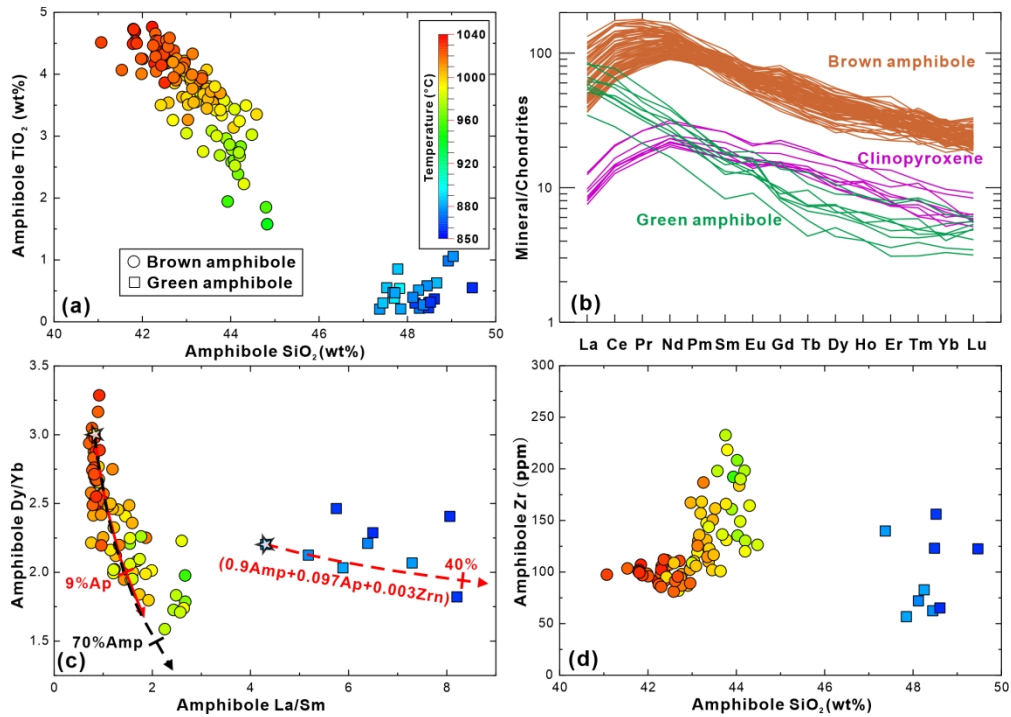 5
4
3
2
1
0
Amphibole TiO2 (wt%)
1040
1000
960
920
880
850
Temperature (°C)
Brown amphibole
Green amphibole
(a)
40 42 44 46 48 50
Amphibole SiO2(wt%)
100
10
1
Mineral/Chondrites
Brown amphibole
Clinopyroxene
Green amphibole
(b)
La Ce Pr Nd Pm Sm Eu Gd Tb Dy Ho Er Tm Yb Lu
3.0
2.5
2.0
1.5
Amphibole Dy/Yb
9%Ap
70%Amp
40%
(0.9Amp+0.097Ap+0.003Zrn)
(c)
0 2 4 6 8
Amphibole La/Sm
300
250
200
150
100
50
0
Amphibole Zr (ppm)
(d)
40 42 44 46 48 50
Amphibole SiO2(wt%)